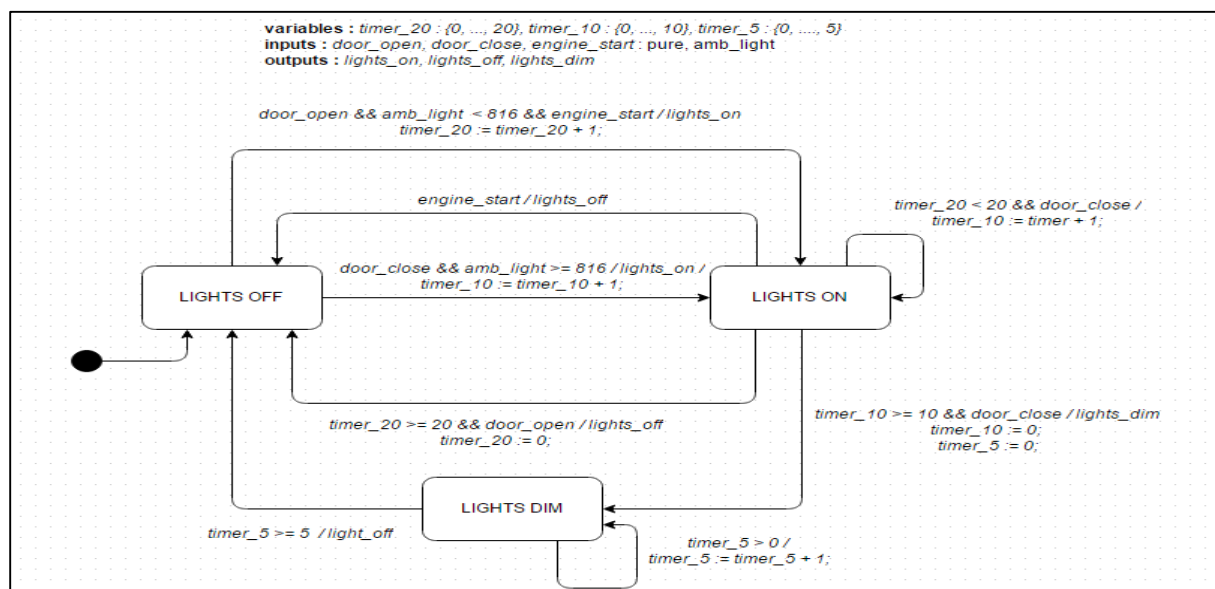 variables : timer_20 : {0, ..., 20}, timer_10 : {0, ..., 10}, timer_5 : {0, ...., 5}
inputs : door_open, door_close, engine_start : pure, amb_light
outputs : lights_on, lights_off, lights_dim
door_open && amb_light < 816 && engine_start / lights_on
timer_20 := timer_20 + 1;
engine_start / lights_off
timer_20 < 20 && door_close /
timer_10 := timer + 1;
door_close && amb_light >= 816 / lights_on /
timer_10 := timer_10 + 1;
LIGHTS OFF
LIGHTS ON
timer_20 >= 20 && door_open / lights_off
timer_20 := 0;
timer_10 >= 10 && door_close / lights_dim
timer_10 := 0;
timer_5 := 0;
LIGHTS DIM
timer_5 >= 5 / light_off
timer_5 > 0 /
timer_5 := timer_5 + 1;